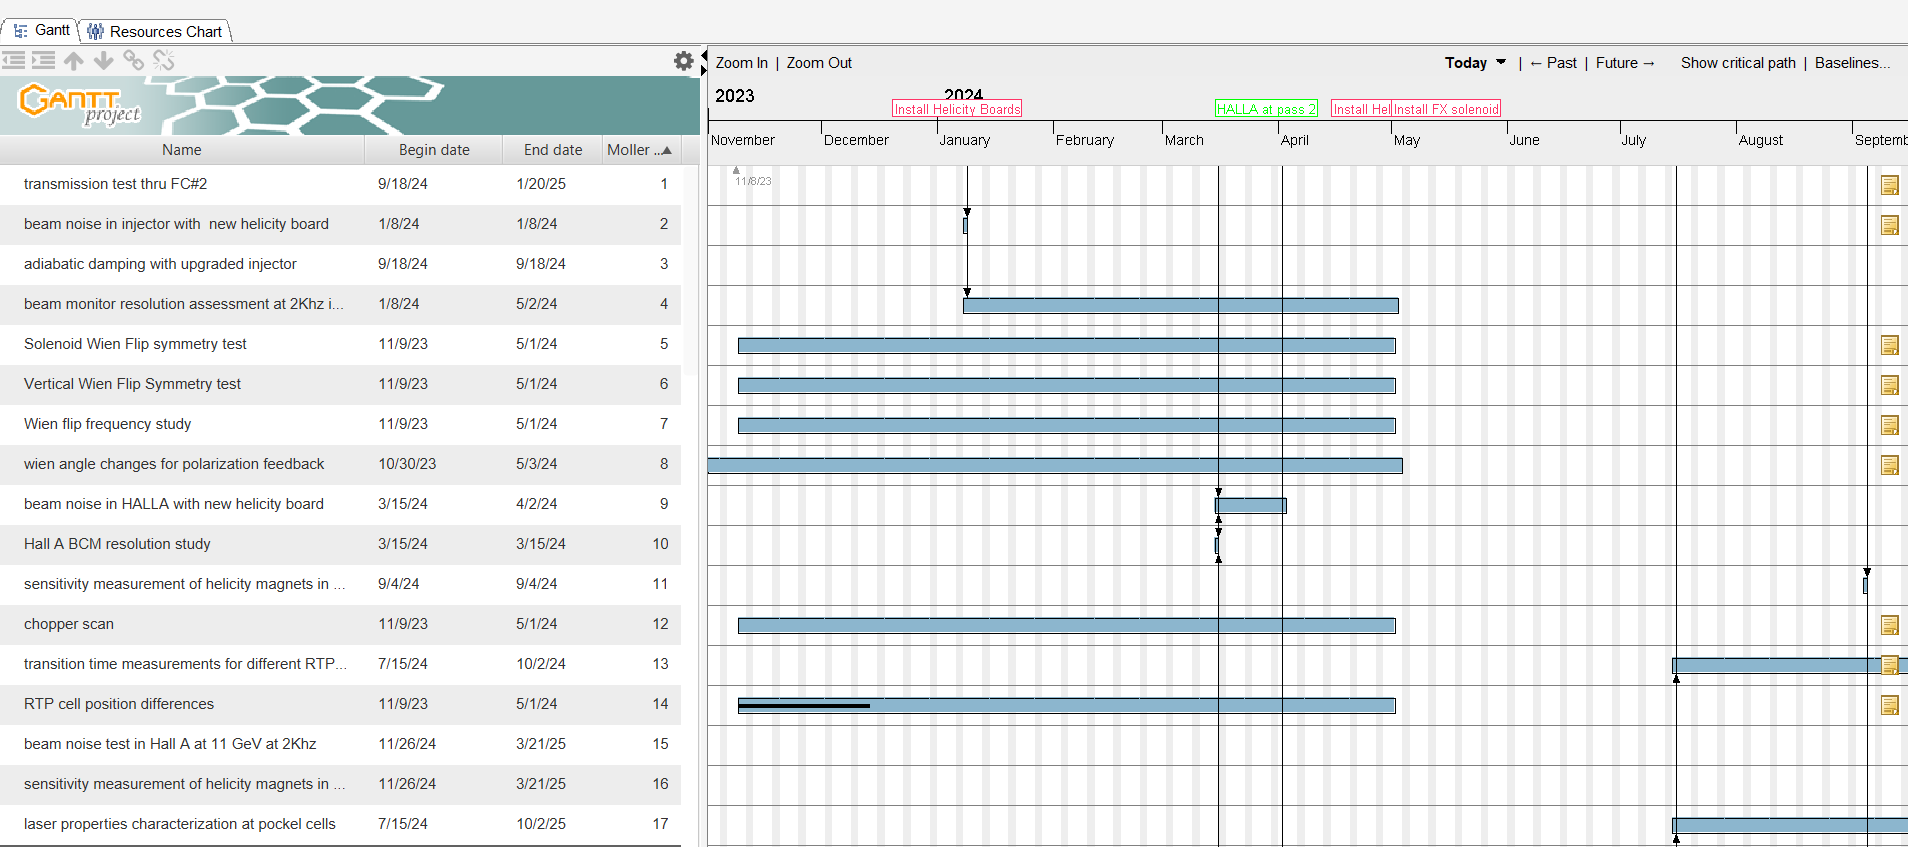 Gantt
Resources Chart
Zoom In | Zoom Out
Today | ← Past | Future → Show critical path | Baselines...
GANTT
project
2023 2024
Install Helicity Boards HALLA at pass 2 Install Hel Install FX solenoid
November December January February March April May June July August Septemb
Name Begin date End date Moller ..
11/8/23
transmission test thru FC#2 9/18/24 1/20/25 1
beam noise in injector with new helicity board 1/8/24 1/8/24 2
adiabatic damping with upgraded injector 9/18/24 9/18/24 3
beam monitor resolution assessment at 2Khz i... 1/8/24 5/2/24 4
Solenoid Wien Flip symmetry test 11/9/23 5/1/24 5
Vertical Wien Flip Symmetry test 11/9/23 5/1/24 6
Wien flip frequency study 11/9/23 5/1/24 7
wien angle changes for polarization feedback 10/30/23 5/3/24 8
beam noise in HALLA with new helicity board 3/15/24 4/2/24 9
Hall A BCM resolution study 3/15/24 3/15/24 10
sensitivity measurement of helicity magnets in ... 9/4/24 9/4/24 11
chopper scan 11/9/23 5/1/24 12
transition time measurements for different RTP... 7/15/24 10/2/24 13
RTP cell position differences 11/9/23 5/1/24 14
beam noise test in Hall A at 11 GeV at 2Khz 11/26/24 3/21/25 15
sensitivity measurement of helicity magnets in ... 11/26/24 3/21/25 16
laser properties characterization at pockel cells 7/15/24 10/2/25 17